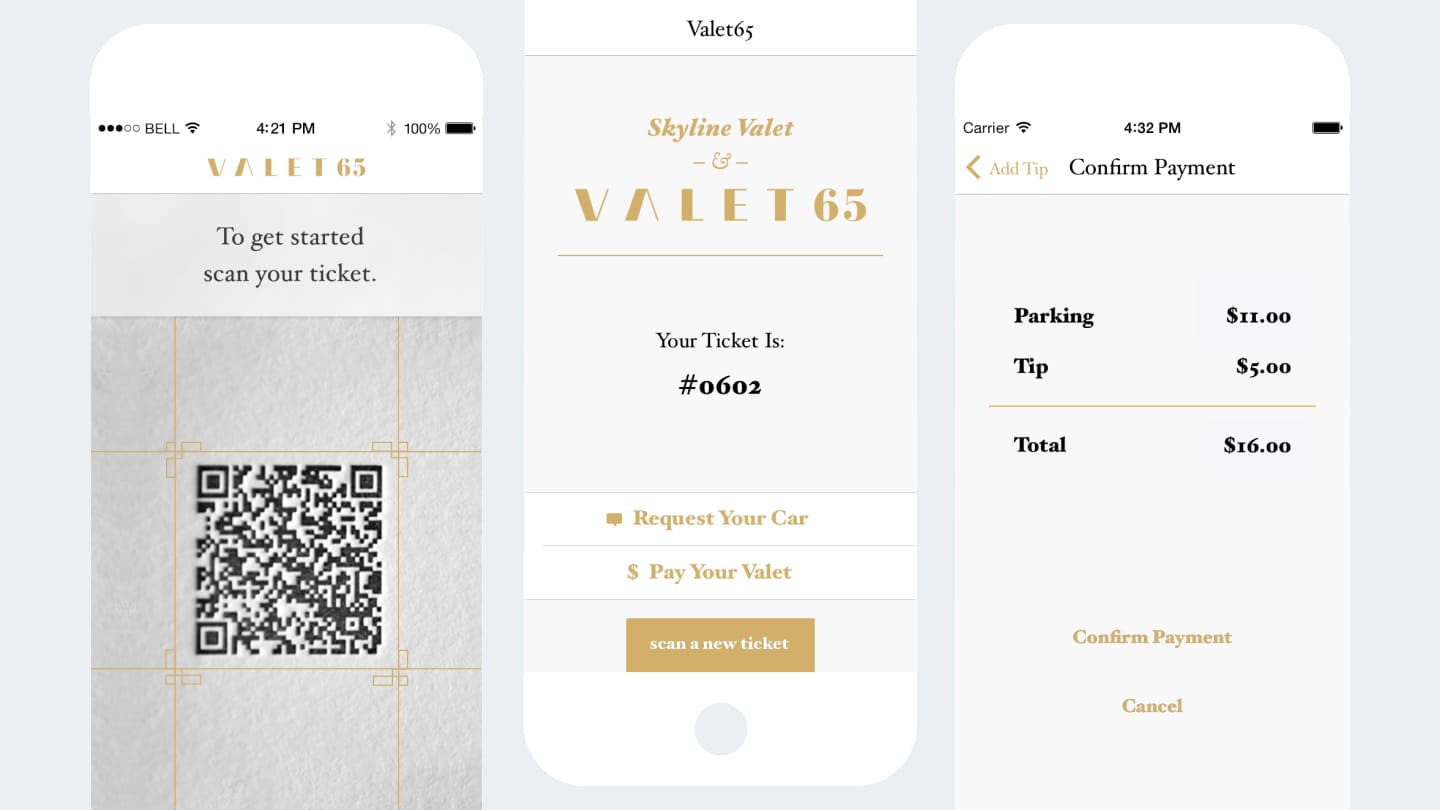 BELL
4:21 PM
100%
VALET 65
To get started
scan your ticket.
Valet65
Skyline Valet
– & –
VALET 65
Your Ticket Is:
#0602
Request Your Car
$ Pay Your Valet
scan a new ticket
Carrier
4:32 PM
Add Tip
Confirm Payment
Parking $11.00
Tip $5.00
Total $16.00
Confirm Payment
Cancel